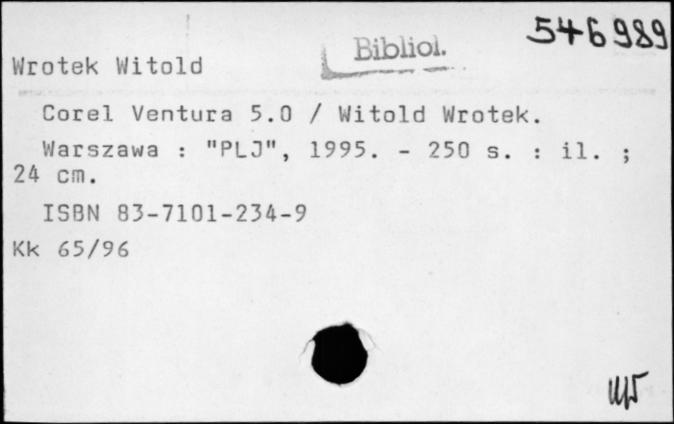 546989
Bibliol.
Wrotek Witold
Corel Ventura 5.0 / Witold Wrotek.
Warszawa : "PLJ", 1995. - 250 s. : il. ;
24 cm.
ISBN 83-7101-234-9
Kk 65/96